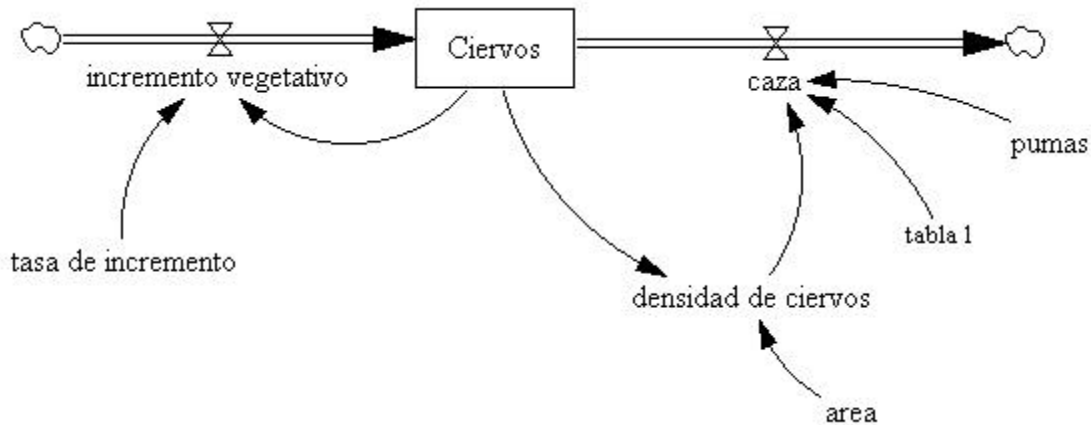 Ciervos
incremento vegetativo
caza
pumas
tabla 1
tasa de incremento
densidad de ciervos
area